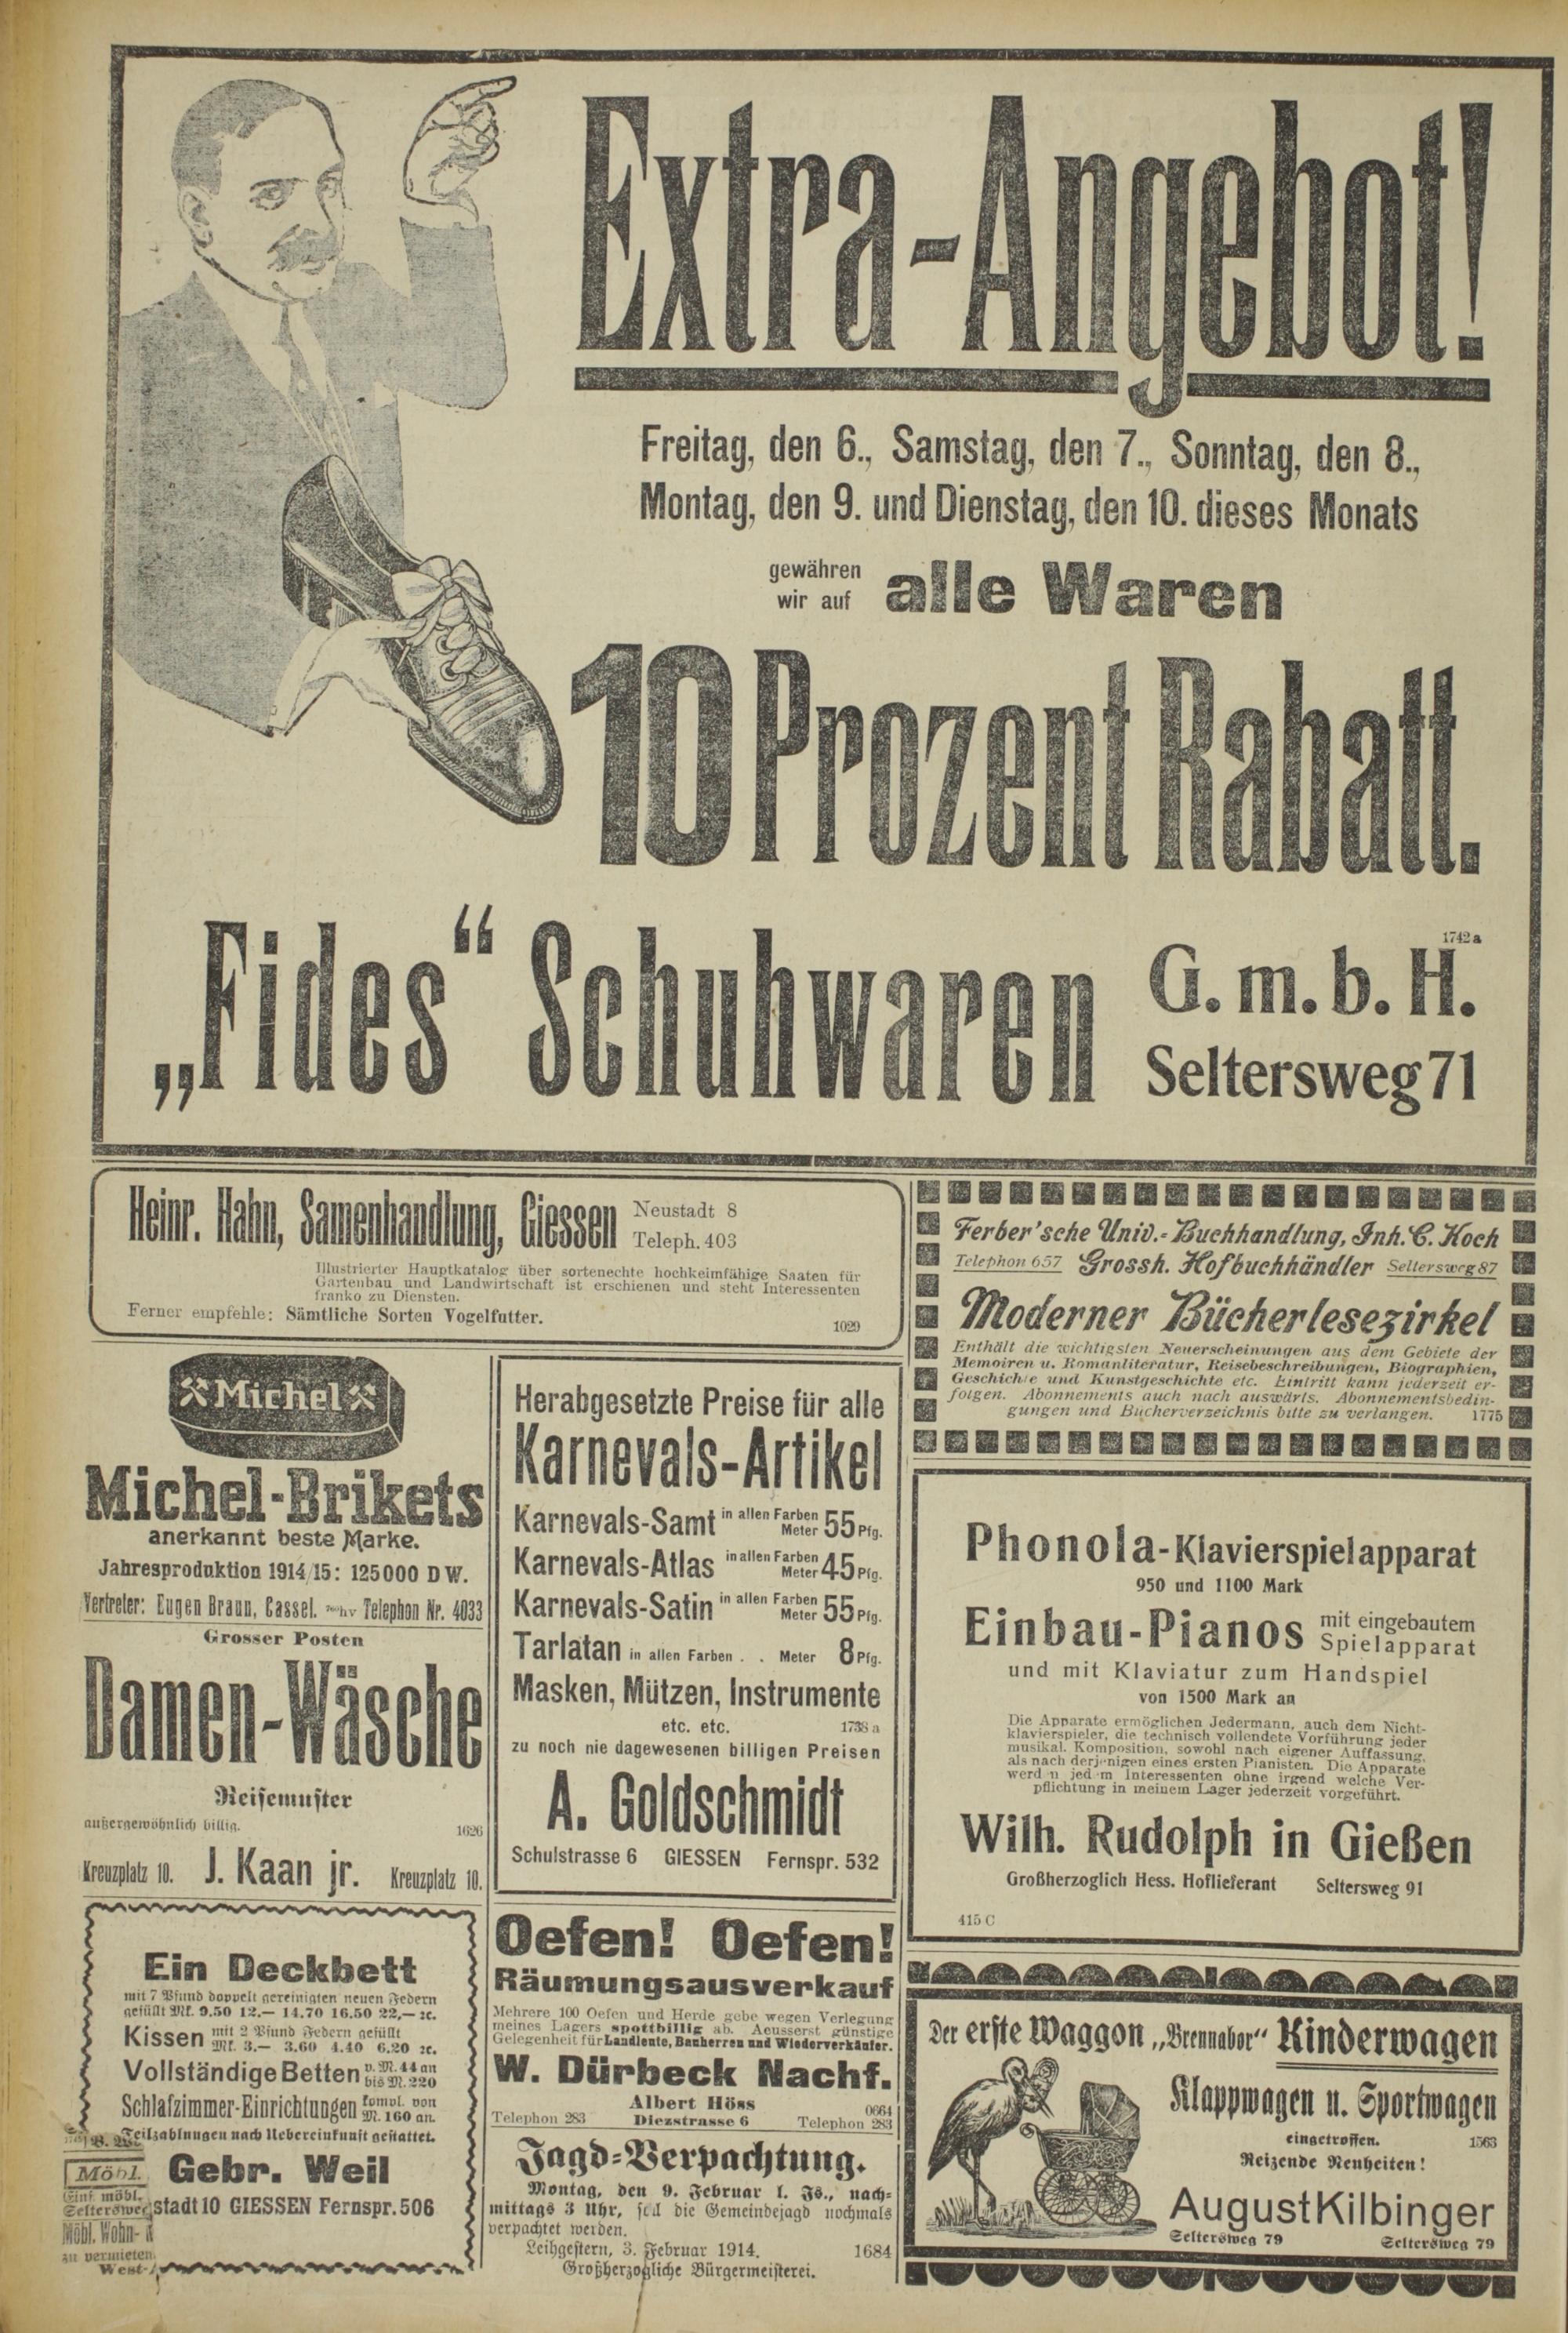 Extra-Angebot!
Freitag, den 6., Samstag, den 7., Sonntag, den 8.,
Montag, den 9. und Dienstag, den 10. dieses Monats
gewähren
wir auf alle Waren
10 Prozent Rabatt.
1742 a
„Fides“ Schuhwaren G. m. b. H.
Seltersweg 71
Heinr. Hahn, Samenhandlung, Giessen Neustadt 8
Teleph. 403
Illustrierter Hauptkatalog über sortenechte hochkeimfähige Saaten für
Gartenbau und Landwirtschaft ist erschienen und steht Interessenten
franko zu Diensten.
Ferner empfehle: Sämtliche Sorten Vogelfutter.
1029
Michel
Michel-Brikets
anerkannt beste Marke.
Jahresproduktion 1914/15: 125000 DW.
Vertreter: Eugen Braun, Cassel. Telephon Nr. 4033
Grosser Posten
Damen-Wäsche
Reisemuster
außergewöhnlich billig. 1626
Kreuzplatz 10. J. Kaan jr. Kreuzplatz 10.
Ein Deckbett
mit 7 Pfund doppelt gereinigten neuen Federn
gefüllt Mk. 9.50 12.— 14.70 16.50 22,— ꝛc.
Kissen mit 2 Pfund Federn gefüllt
Mk. 3.— 3.60 4.40 6.20 ꝛc.
Vollständige Betten v. M. 44 an
bis M. 220
Schlafzimmer-Einrichtungen kompl. von
M. 160 an.
Teilzahlungen nach Uebereinkunft gestattet.
Möbl. Gebr. Weil
möbl.
Seltersweg
stadt 10 GIESSEN Fernspr. 506
Möbl. Wohn-
zu vermieten
West-
Herabgesetzte Preise für alle
Karnevals-Artikel
Karnevals-Samt in allen Farben
Meter 55 Pfg.
Karnevals-Atlas in allen Farben
Meter 45 Pfg.
Karnevals-Satin in allen Farben
Meter 55 Pfg.
Tarlatan in allen Farben . . Meter 8 Pfg.
Masken, Mützen, Instrumente
etc. etc. 1738 a
zu noch nie dagewesenen billigen Preisen
A. Goldschmidt
Schulstrasse 6 GIESSEN Fernspr. 532
Oefen! Oefen!
Räumungsausverkauf
Mehrere 100 Oefen und Herde gebe wegen Verlegung
meines Lagers spottbillig ab. Aeusserst günstige
Gelegenheit für Landleute, Bauherren und Wiederverkäufer.
W. Dürbeck Nachf.
Albert Höss 0664
Telephon 283 Diezstrasse 6 Telephon 283
Jagd-Verpachtung.
Montag, den 9. Februar l. Js., nach-
mittags 3 Uhr, soll die Gemeindejagd nochmals
verpachtet werden.
Leihgestern, 3. Februar 1914. 1684
Großherzogliche Bürgermeisterei.
Ferber'sche Univ.-Buchhandlung, Inh. C. Koch
Telephon 657 Grossh. Hofbuchhändler Seltersweg 87
Moderner Bücherlesezirkel
Enthält die wichtigsten Neuerscheinungen aus dem Gebiete der
Memoiren u. Romanliteratur, Reisebeschreibungen, Biographien,
Geschichte und Kunstgeschichte etc. Eintritt kann jederzeit er-
folgen. Abonnements auch nach auswärts. Abonnementsbedin-
gungen und Bücherverzeichnis bitte zu verlangen. 1775
Phonola-Klavierspielapparat
950 und 1100 Mark
Einbau-Pianos mit eingebautem
Spielapparat
und mit Klaviatur zum Handspiel
von 1500 Mark an
Die Apparate ermöglichen Jedermann, auch dem Nicht-
klavierspieler, die technisch vollendete Vorführung jeder
musikal. Komposition, sowohl nach eigener Auffassung,
als nach derjenigen eines ersten Pianisten. Die Apparate
werd n jed m Interessenten ohne irgend welche Ver-
pflichtung in meinem Lager jederzeit vorgeführt.
Wilh. Rudolph in Gießen
Großherzoglich Hess. Hoflieferant Seltersweg 91
415 C
Der erste Waggon „Brennabor“ Kinderwagen
Klappwagen u. Sportwagen
eingetroffen. 1563
Reizende Neuheiten!
August Kilbinger
Seltersweg 79 Seltersweg 79